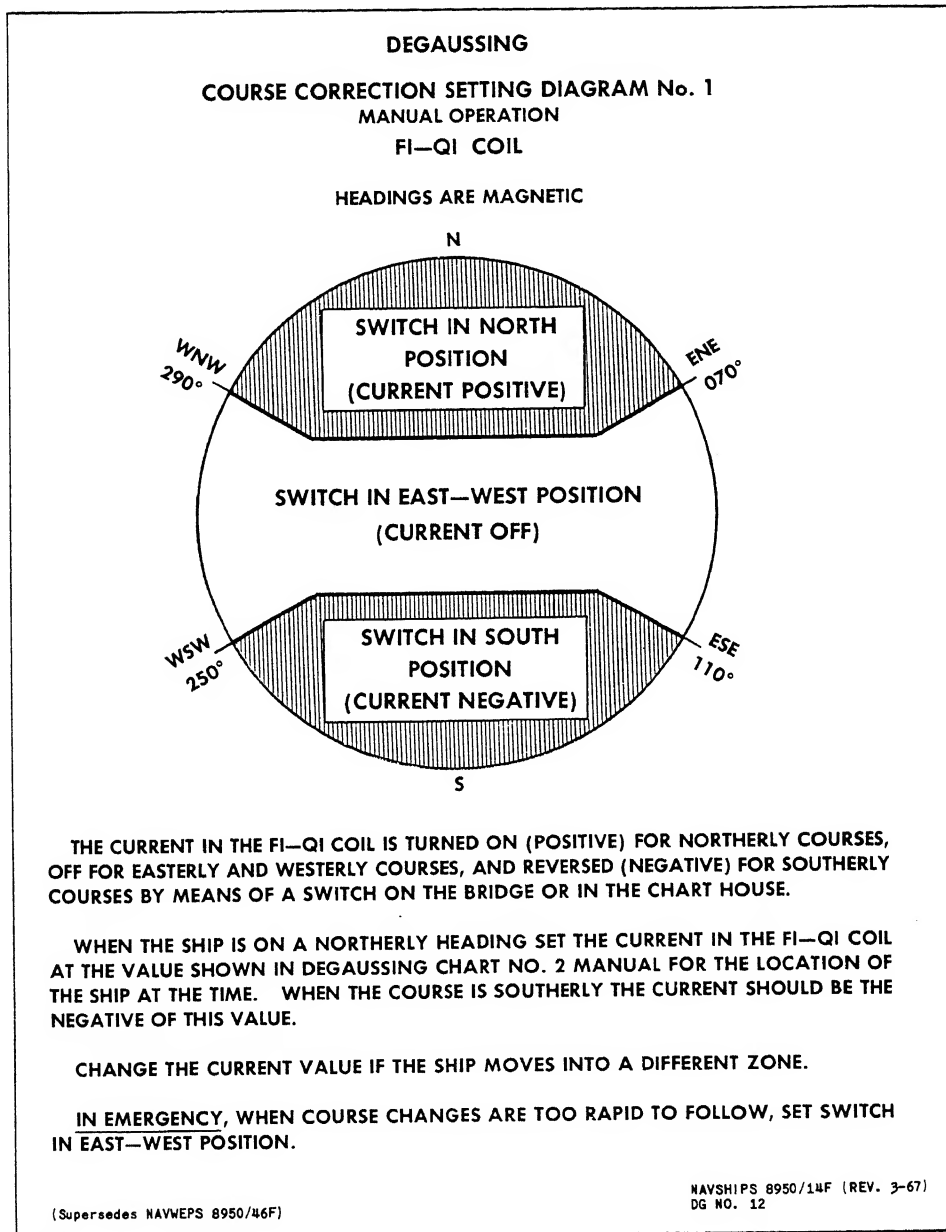 DEGAUSSING
COURSE CORRECTION SETTING DIAGRAM No. 1
MANUAL OPERATION
FI—QI COIL
HEADINGS ARE MAGNETIC
N
SWITCH IN NORTH
POSITION
(CURRENT POSITIVE)
WNW
290°
ENE
070°
SWITCH IN EAST—WEST POSITION
(CURRENT OFF)
WSW
250°
SWITCH IN SOUTH
POSITION
(CURRENT NEGATIVE)
ESE
110°
S
THE CURRENT IN THE FI—QI COIL IS TURNED ON (POSITIVE) FOR NORTHERLY COURSES,
OFF FOR EASTERLY AND WESTERLY COURSES, AND REVERSED (NEGATIVE) FOR SOUTHERLY
COURSES BY MEANS OF A SWITCH ON THE BRIDGE OR IN THE CHART HOUSE.
WHEN THE SHIP IS ON A NORTHERLY HEADING SET THE CURRENT IN THE FI—QI COIL
AT THE VALUE SHOWN IN DEGAUSSING CHART NO. 2 MANUAL FOR THE LOCATION OF
THE SHIP AT THE TIME. WHEN THE COURSE IS SOUTHERLY THE CURRENT SHOULD BE THE
NEGATIVE OF THIS VALUE.
CHANGE THE CURRENT VALUE IF THE SHIP MOVES INTO A DIFFERENT ZONE.
IN EMERGENCY, WHEN COURSE CHANGES ARE TOO RAPID TO FOLLOW, SET SWITCH
IN EAST—WEST POSITION.
NAVSHIPS 8950/14F (REV. 3-67)
DG NO. 12
(Supersedes NAVWEPS 8950/46F)